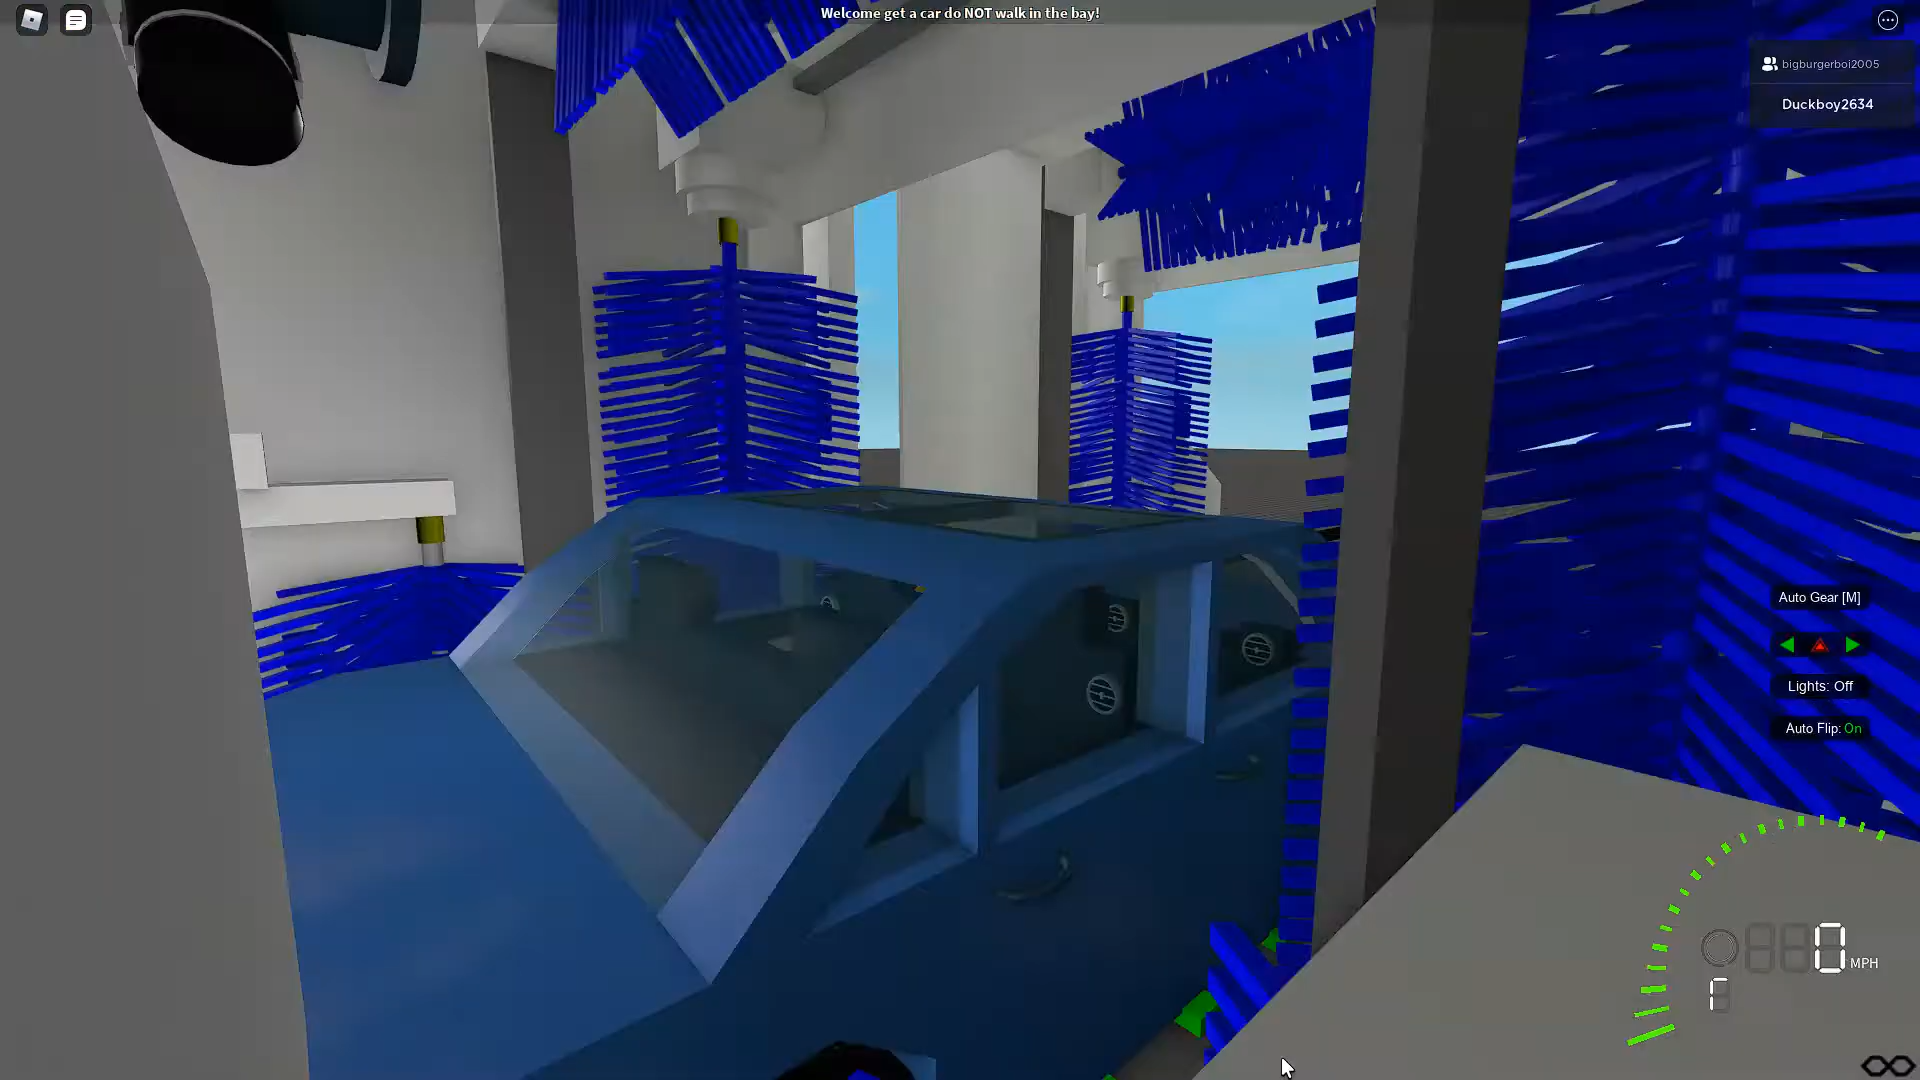 Welcome get a car do NOT walk in the bay!
bigburgerboi2005
Duckboy2634
Auto Gear [M]
Lights: Off
Auto Flip: On
0 MPH
r